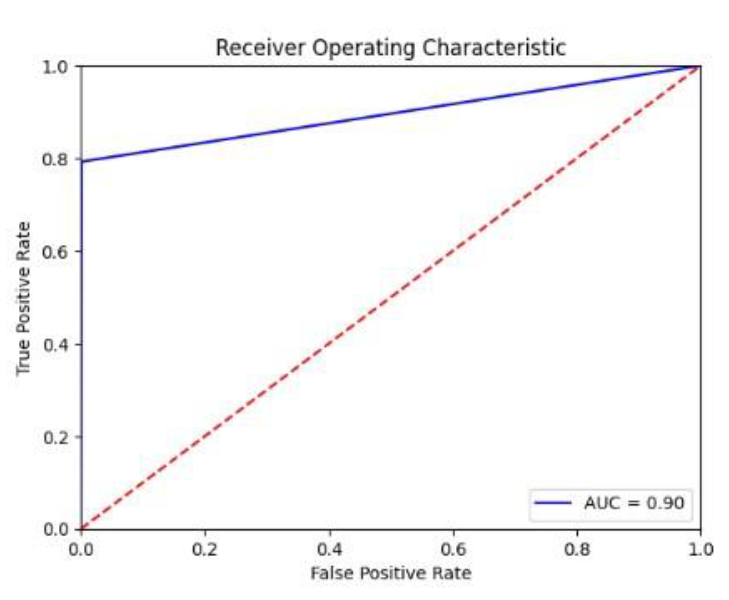 Receiver Operating Characteristic
1.0
0.8
0.6
0.4
0.2
0.0
True Positive Rate
AUC = 0.90
0.0 0.2 0.4 0.6 0.8 1.0
False Positive Rate